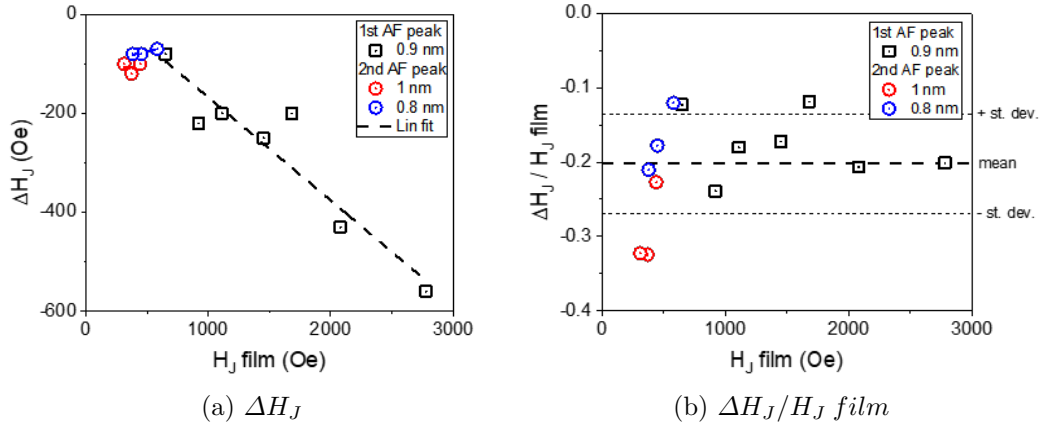 0
-200
-400
-600
0
1000
2000
3000
ΔH_J (Oe)
H_J film (Oe)
1st AF peak
0.9 nm
2nd AF peak
1 nm
0.8 nm
Lin fit
(a) ΔH_J
0.0
-0.1
-0.2
-0.3
-0.4
0
1000
2000
3000
ΔH_J / H_J film
H_J film (Oe)
1st AF peak
0.9 nm
2nd AF peak
1 nm
0.8 nm
+ st. dev.
mean
- st. dev.
(b) ΔH_J/H_J film